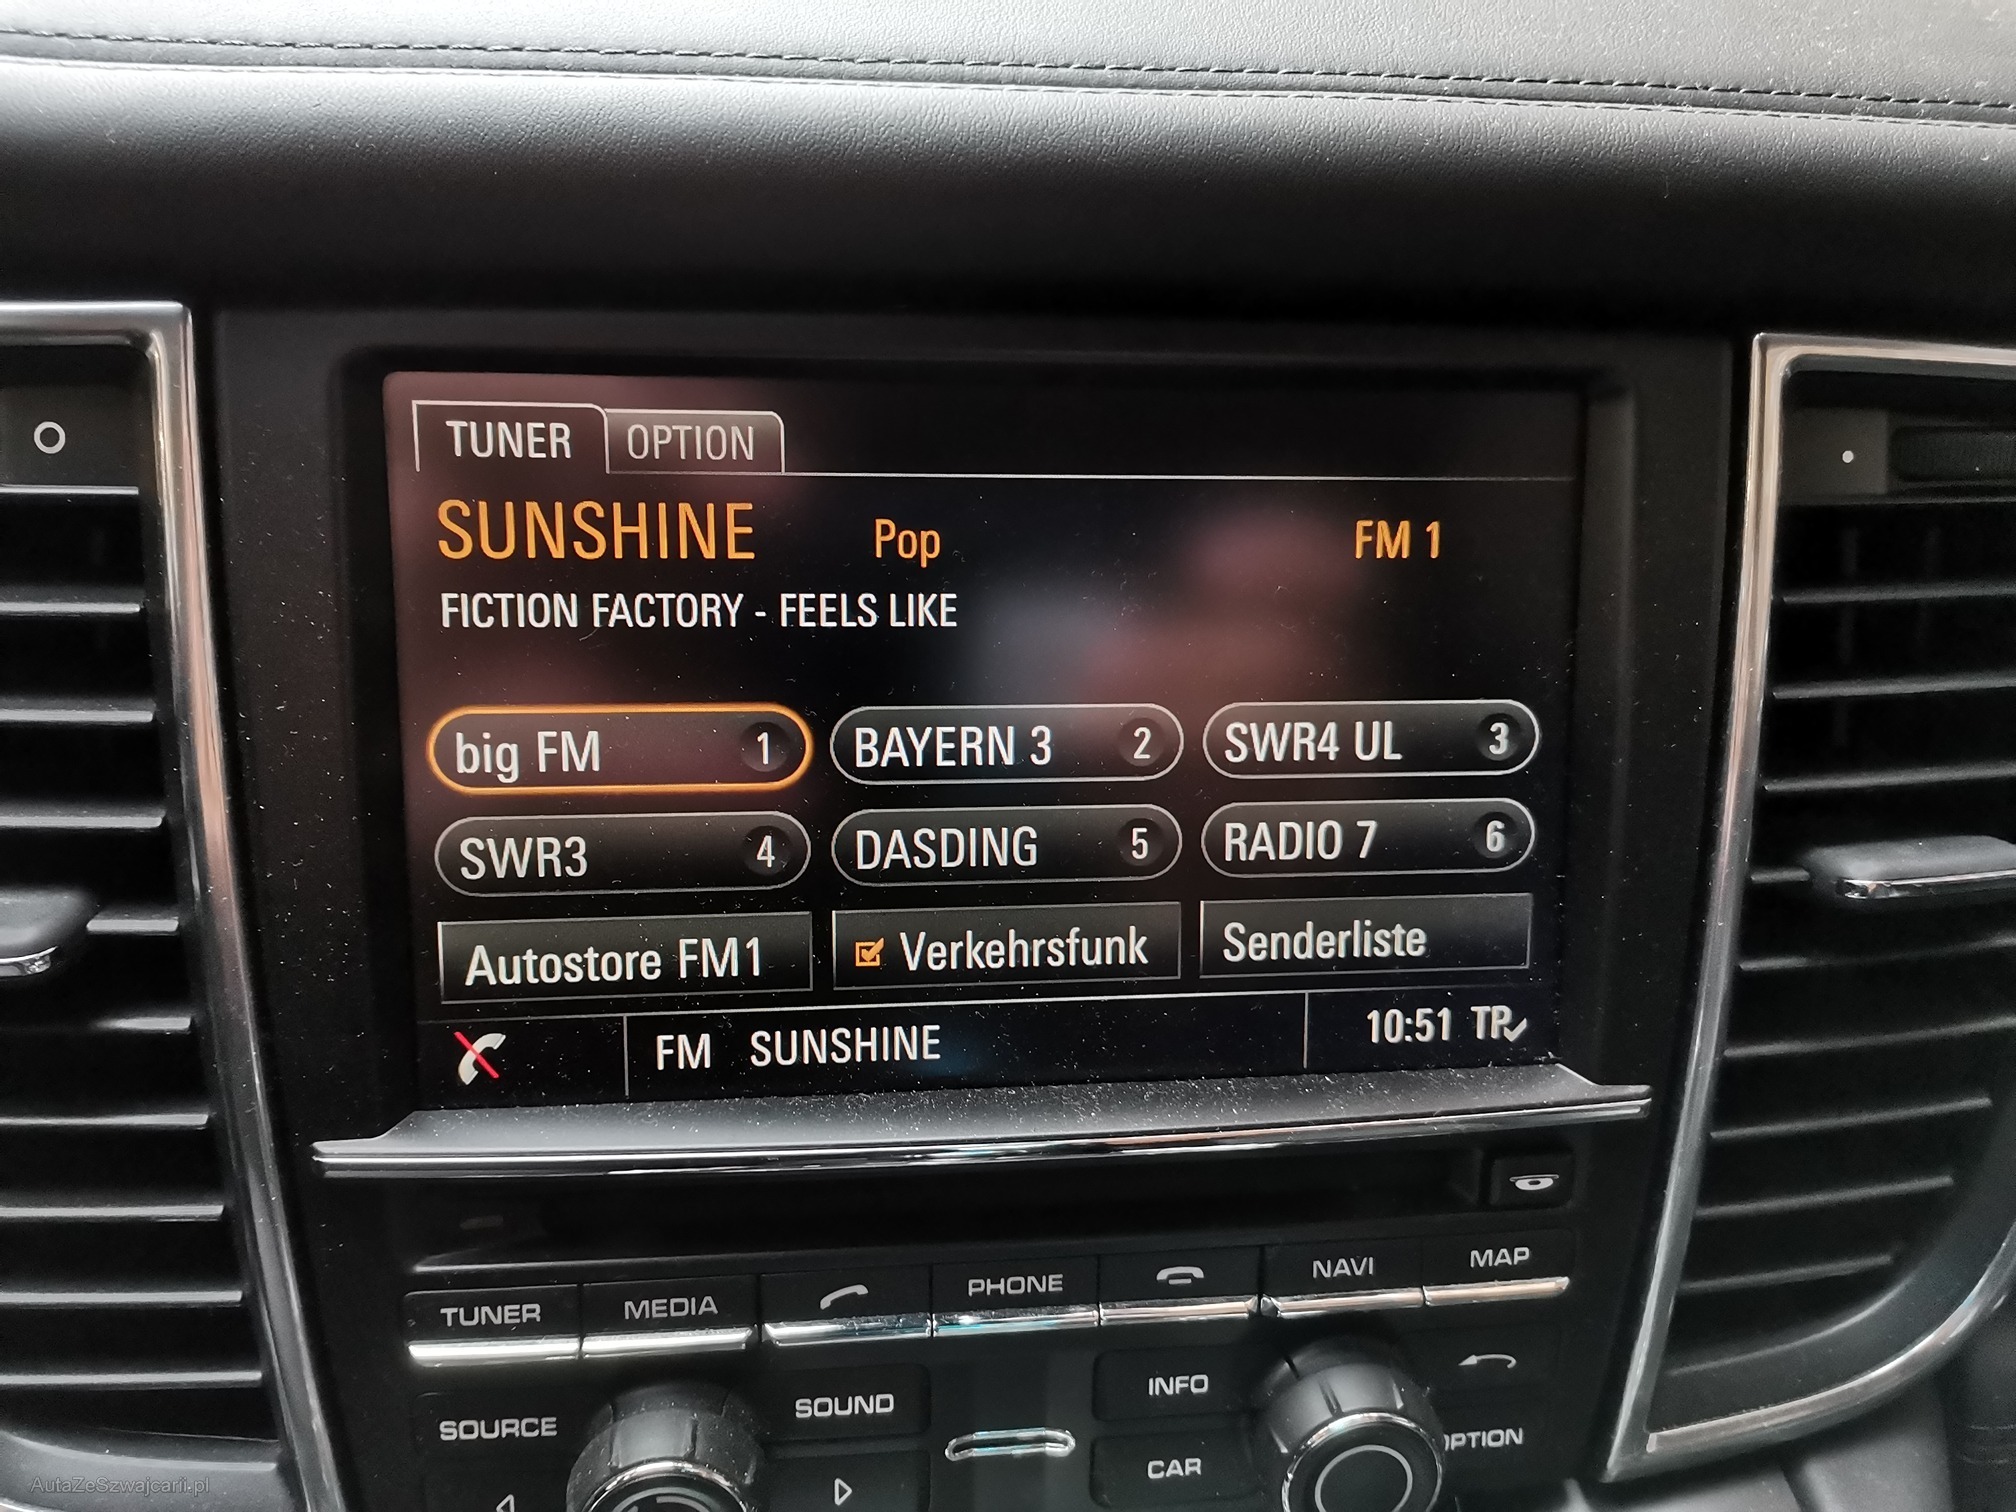 TUNER OPTION
SUNSHINE Pop FM 1
FICTION FACTORY - FEELS LIKE
big FM 1 BAYERN 3 2 SWR4 UL 3
SWR3 4 DASDING 5 RADIO 7 6
Autostore FM1 Verkehrsfunk Senderliste
FM SUNSHINE 10:51 TP
TUNER MEDIA PHONE NAVI MAP
SOURCE SOUND INFO OPTION
CAR
AutaZeSzwajcarii.pl